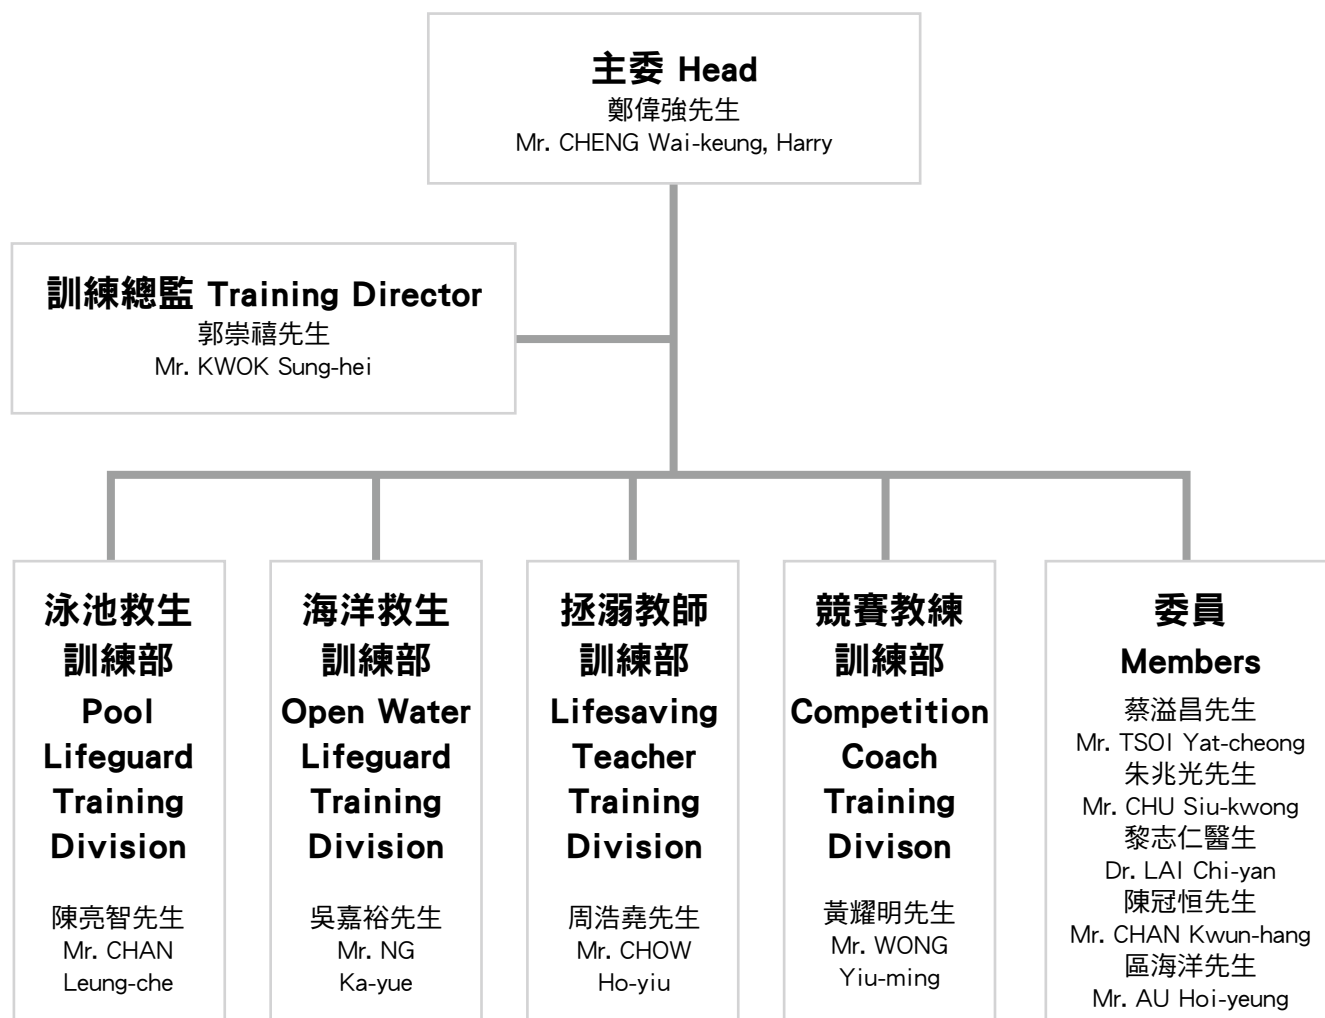 主委 Head
鄭偉強先生
Mr. CHENG Wai-keung, Harry
訓練總監 Training Director
郭崇禧先生
Mr. KWOK Sung-hei
泳池救生
訓練部
Pool
Lifeguard
Training
Division
陳亮智先生
Mr. CHAN
Leung-che
海洋救生
訓練部
Open Water
Lifeguard
Training
Division
吳嘉裕先生
Mr. NG
Ka-yue
拯溺教師
訓練部
Lifesaving
Teacher
Training
Division
周浩堯先生
Mr. CHOW
Ho-yiu
競賽教練
訓練部
Competition
Coach
Training
Divison
黃耀明先生
Mr. WONG
Yiu-ming
委員
Members
蔡溢昌先生
Mr. TSOI Yat-cheong
朱兆光先生
Mr. CHU Siu-kwong
黎志仁醫生
Dr. LAI Chi-yan
陳冠恒先生
Mr. CHAN Kwun-hang
區海洋先生
Mr. AU Hoi-yeung